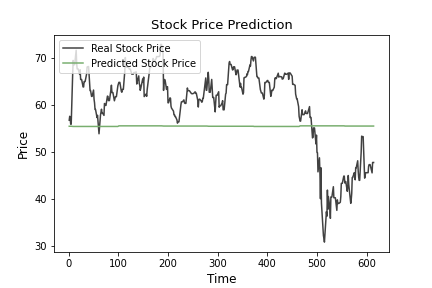 Stock Price Prediction
Real Stock Price
Predicted Stock Price
Price
70
60
50
40
30
0 100 200 300 400 500 600
Time